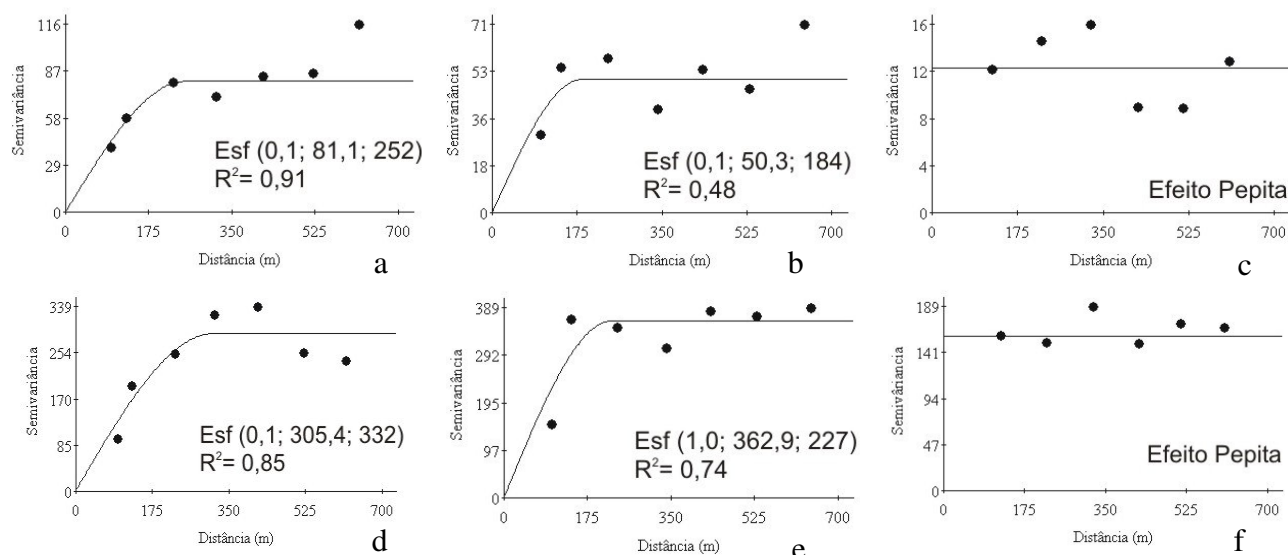 116
87
58
29
0
Semivariância
0 175 350 525 700
Distância (m)
Esf (0,1; 81,1; 252)
R²= 0,91
a
71
53
36
18
0
Semivariância
0 175 350 525 700
Distância (m)
Esf (0,1; 50,3; 184)
R²= 0,48
b
16
12
8
4
0
Semivariância
0 175 350 525 700
Distância (m)
Efeito Pepita
c
339
254
170
85
0
Semivariância
0 175 350 525 700
Distância (m)
Esf (0,1; 305,4; 332)
R²= 0,85
d
389
292
195
97
0
Semivariância
0 175 350 525 700
Distância (m)
Esf (1,0; 362,9; 227)
R²= 0,74
e
189
141
94
47
0
Semivâriancia
0 175 350 525 700
Distância (m)
Efeito Pepita
f